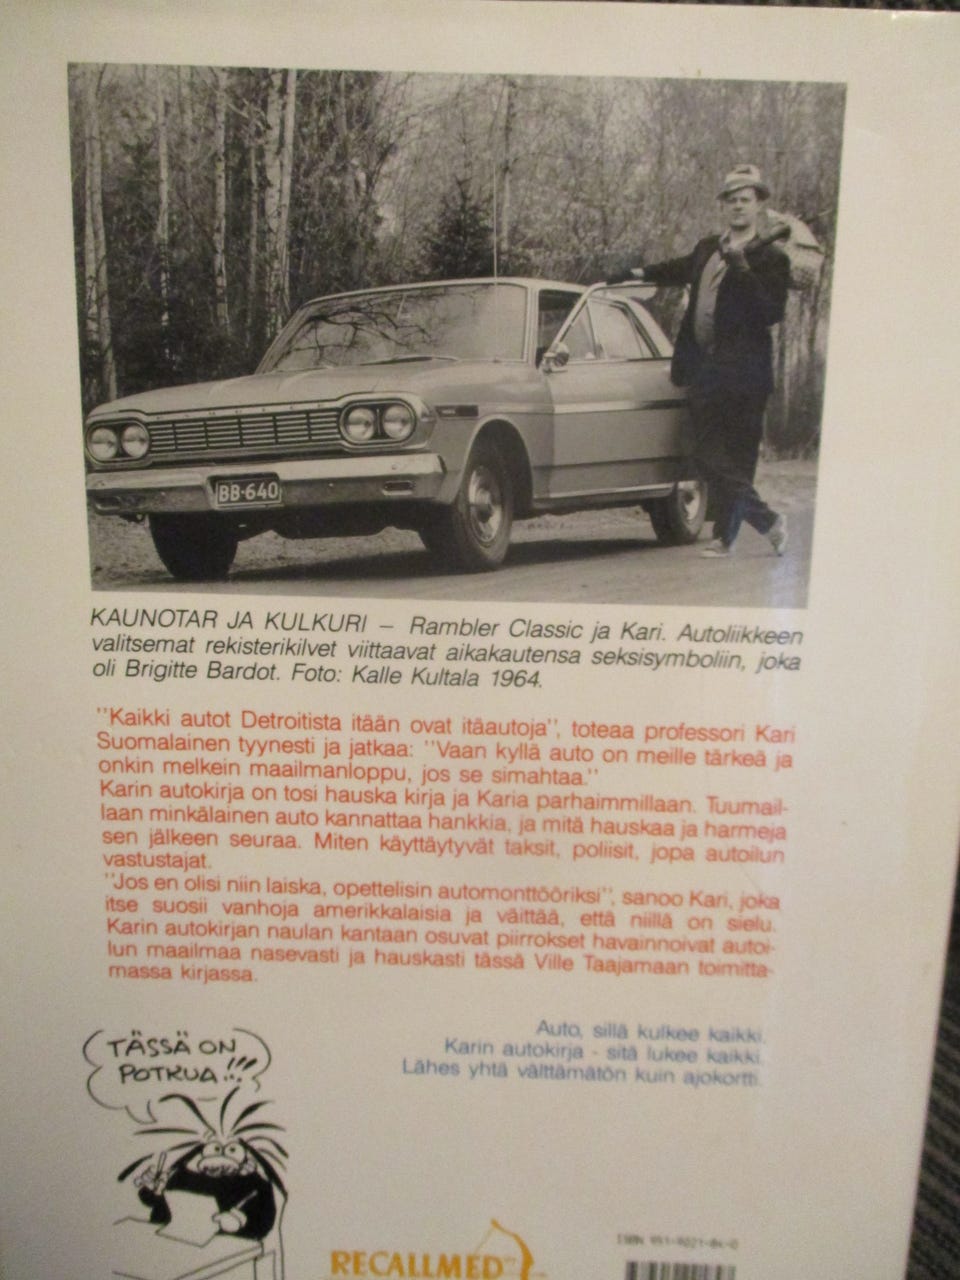 RAMBLER
BB-640
KAUNOTAR JA KULKURI – Rambler Classic ja Kari. Autoliikkeen
valitsemat rekisterikilvet viittaavat aikakautensa seksisymboliin, joka
oli Brigitte Bardot. Foto: Kalle Kultala 1964.
"Kaikki autot Detroitista itään ovat itäautoja", toteaa professori Kari
Suomalainen tyynesti ja jatkaa: "Vaan kyllä auto on meille tärkeä ja
onkin melkein maailmanloppu, jos se simahtaa."
Karin autokirja on tosi hauska kirja ja Karia parhaimmillaan. Tuumail-
laan minkälainen auto kannattaa hankkia, ja mitä hauskaa ja harmeja
sen jälkeen seuraa. Miten käyttäytyvät taksit, poliisit, jopa autoilun
vastustajat.
"Jos en olisi niin laiska, opettelisin automonttööriksi", sanoo Kari, joka
itse suosii vanhoja amerikkalaisia ja väittää, että niillä on sielu.
Karin autokirjan naulan kantaan osuvat piirrokset havainnoivat autoi-
lun maailmaa nasevasti ja hauskasti tässä Ville Taajamaan toimitta-
massa kirjassa.
Auto, sillä kulkee kaikki.
Karin autokirja - sitä lukee kaikki.
Lähes yhtä välttämätön kuin ajokortti.
TÄSSÄ ON
POTKUA!!!
RECALLMED
ISBN 951-9021-84-0